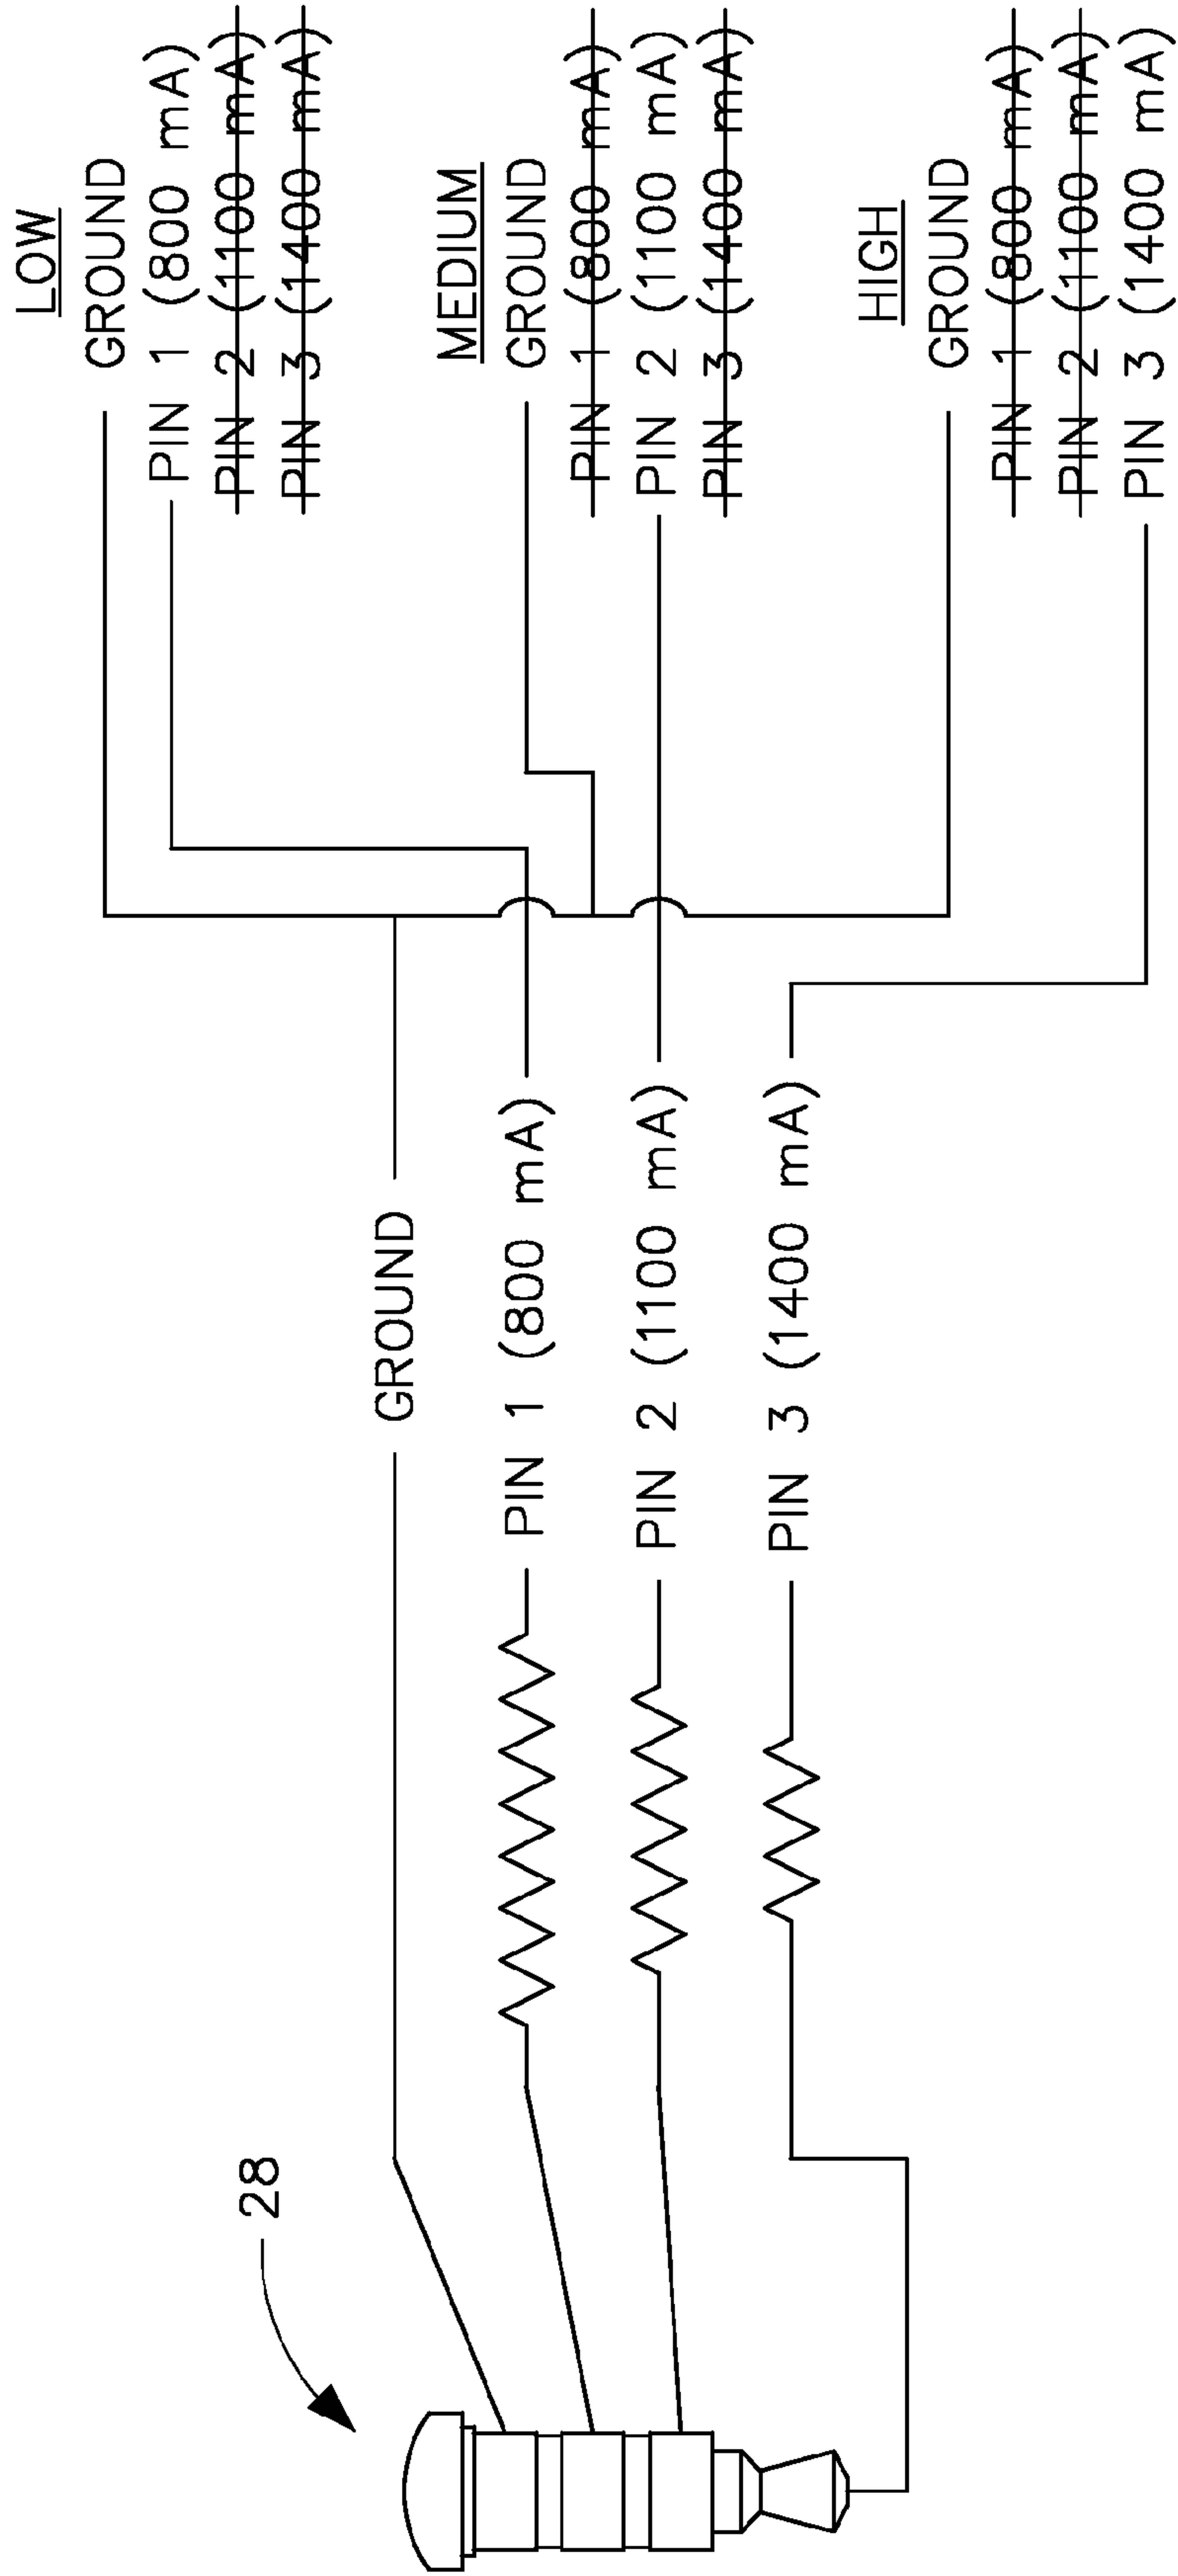 28
GROUND
PIN 1 (800 mA)
PIN 2 (1100 mA)
PIN 3 (1400 mA)
LOW
GROUND
PIN 1 (800 mA)
PIN 2 (1100 mA)
PIN 3 (1400 mA)
MEDIUM
GROUND
PIN 1 (800 mA)
PIN 2 (1100 mA)
PIN 3 (1400 mA)
HIGH
GROUND
PIN 1 (800 mA)
PIN 2 (1100 mA)
PIN 3 (1400 mA)